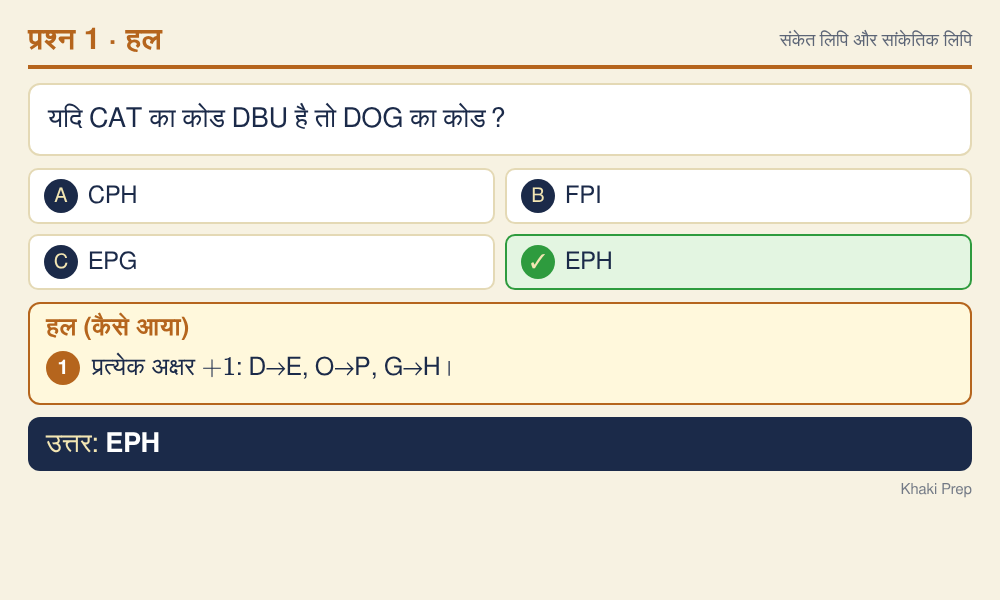 प्रश्न 1 · हल
संकेत लिपि और सांकेतिक लिपि
यदि CAT का कोड DBU है तो DOG का कोड ?
A CPH
B FPI
C EPG
✓ EPH
हल (कैसे आया)
1 प्रत्येक अक्षर +1: D→E, O→P, G→H।
उत्तर: EPH
Khaki Prep